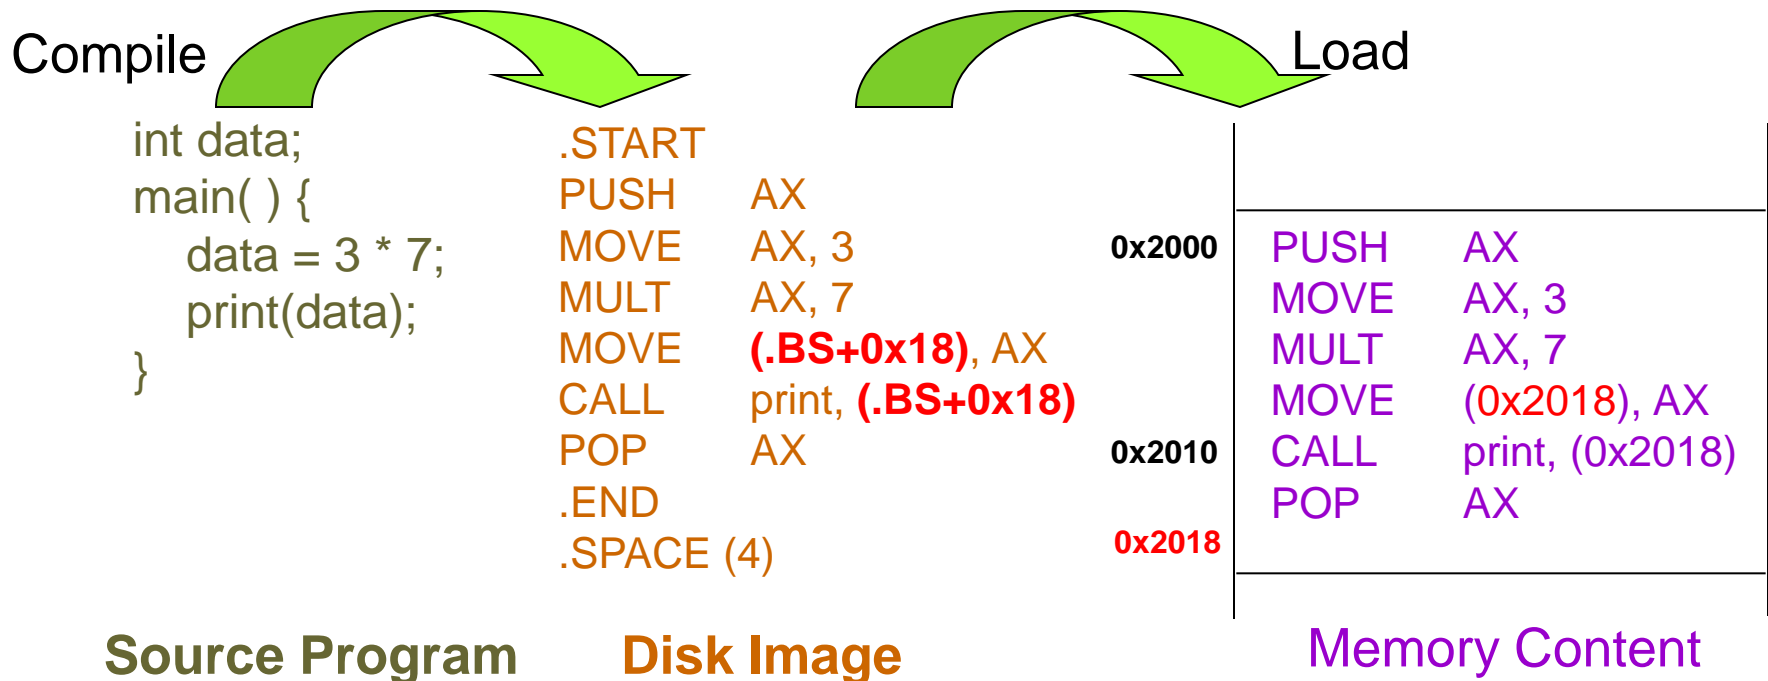 Compile
Load
int data;
main( ) {
data = 3 * 7;
print(data);
}
.START
PUSH AX
MOVE AX, 3
MULT AX, 7
MOVE (.BS+0x18), AX
CALL print, (.BS+0x18)
POP AX
.END
.SPACE (4)
0x2000
0x2010
0x2018
PUSH AX
MOVE AX, 3
MULT AX, 7
MOVE (0x2018), AX
CALL print, (0x2018)
POP AX
Source Program
Disk Image
Memory Content